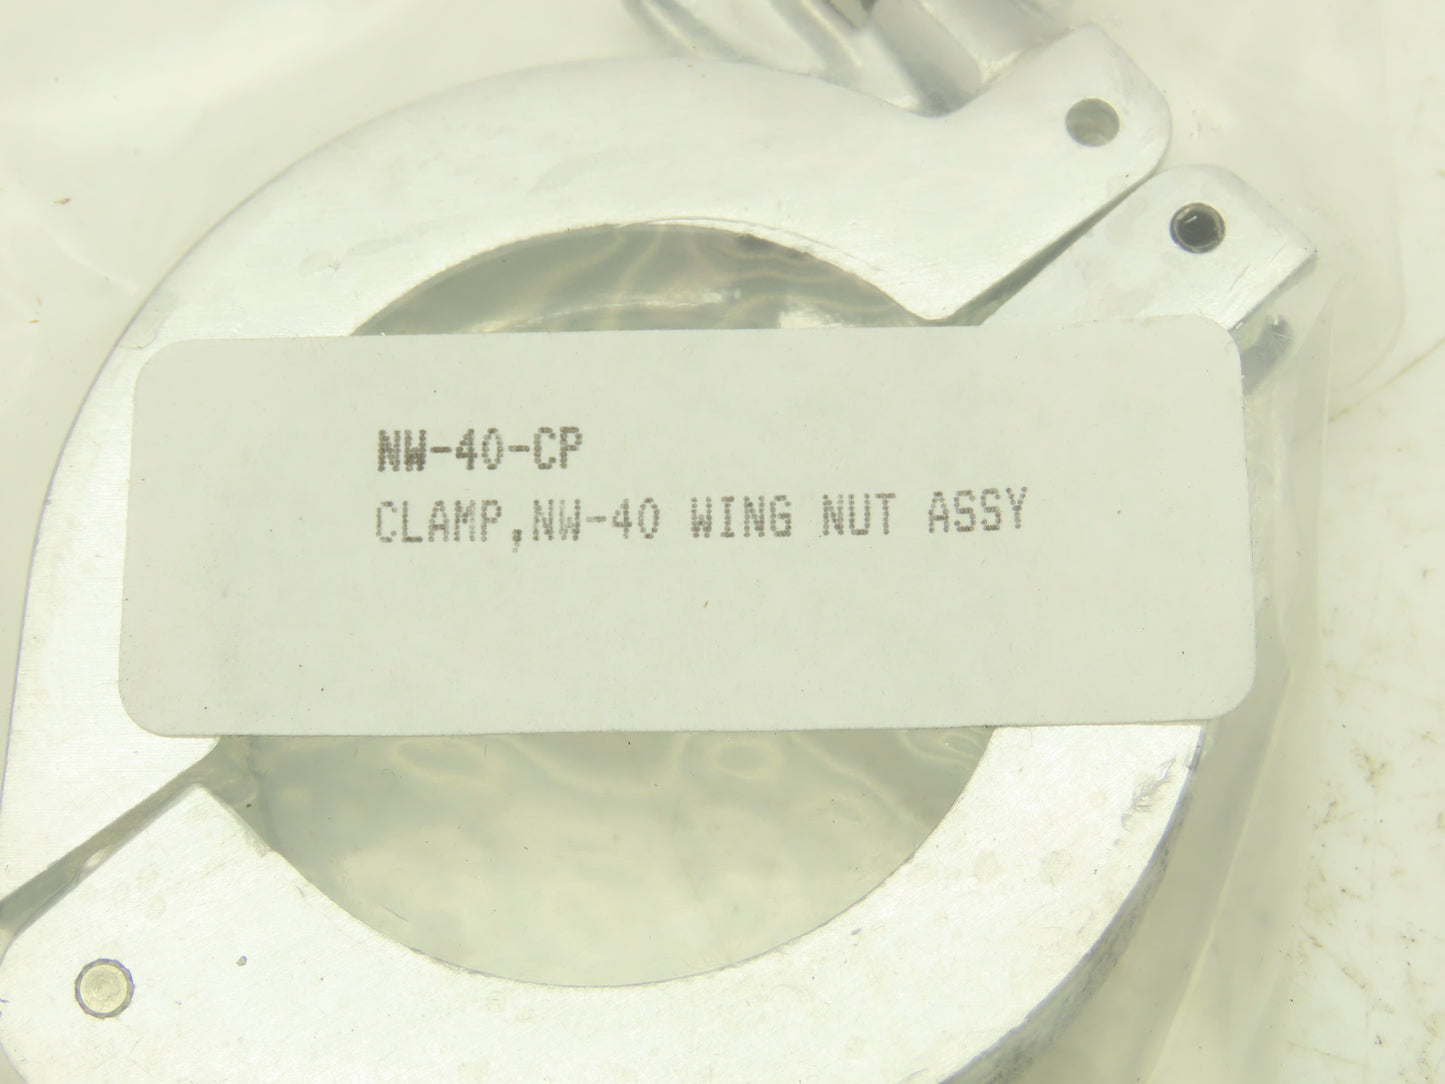 NW-40-CP
CLAMP,NW-40 WING NUT ASSY